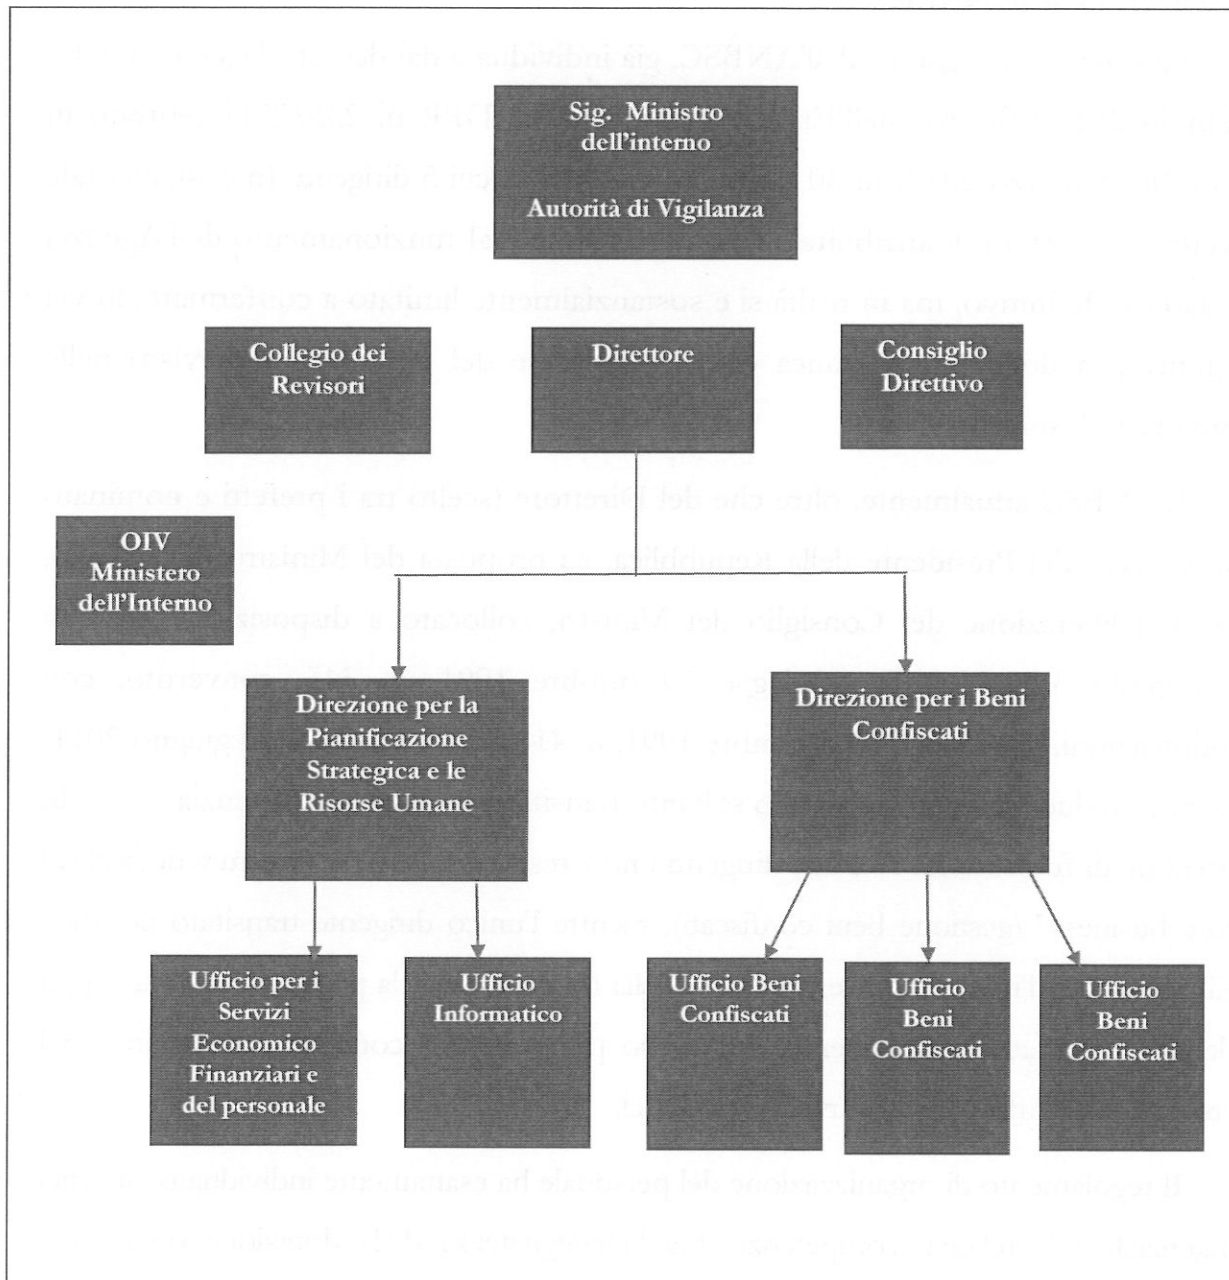 Sig. Ministro
dell'interno
Autorità di Vigilanza
Collegio dei
Revisori
Direttore
Consiglio
Direttivo
OIV
Ministero
dell'Interno
Direzione per la
Pianificazione
Strategica e le
Risorse Umane
Direzione per i Beni
Confiscati
Ufficio per i
Servizi
Economico
Finanziari e
del personale
Ufficio
Informatico
Ufficio Beni
Confiscati
Ufficio
Beni
Confiscati
Ufficio
Beni
Confiscati